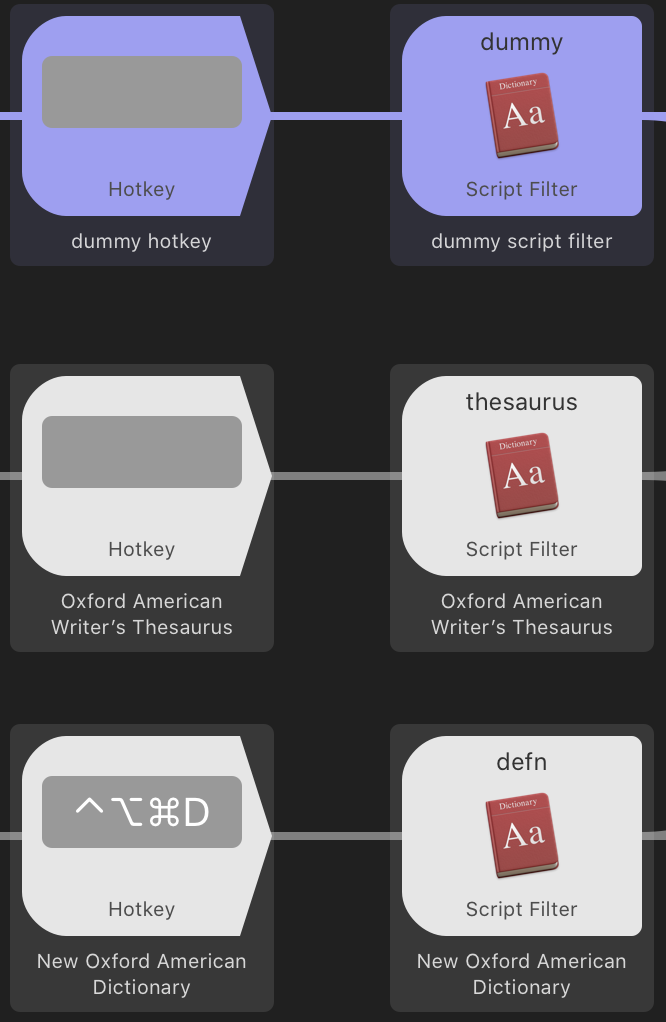 dummy
Dictionary
Aa
Hotkey
Script Filter
dummy hotkey
dummy script filter
thesaurus
Dictionary
Aa
Hotkey
Script Filter
Oxford American
Writer’s Thesaurus
Oxford American
Writer’s Thesaurus
defn
Dictionary
Aa
⌃⌥⌘D
Hotkey
Script Filter
New Oxford American
Dictionary
New Oxford American
Dictionary